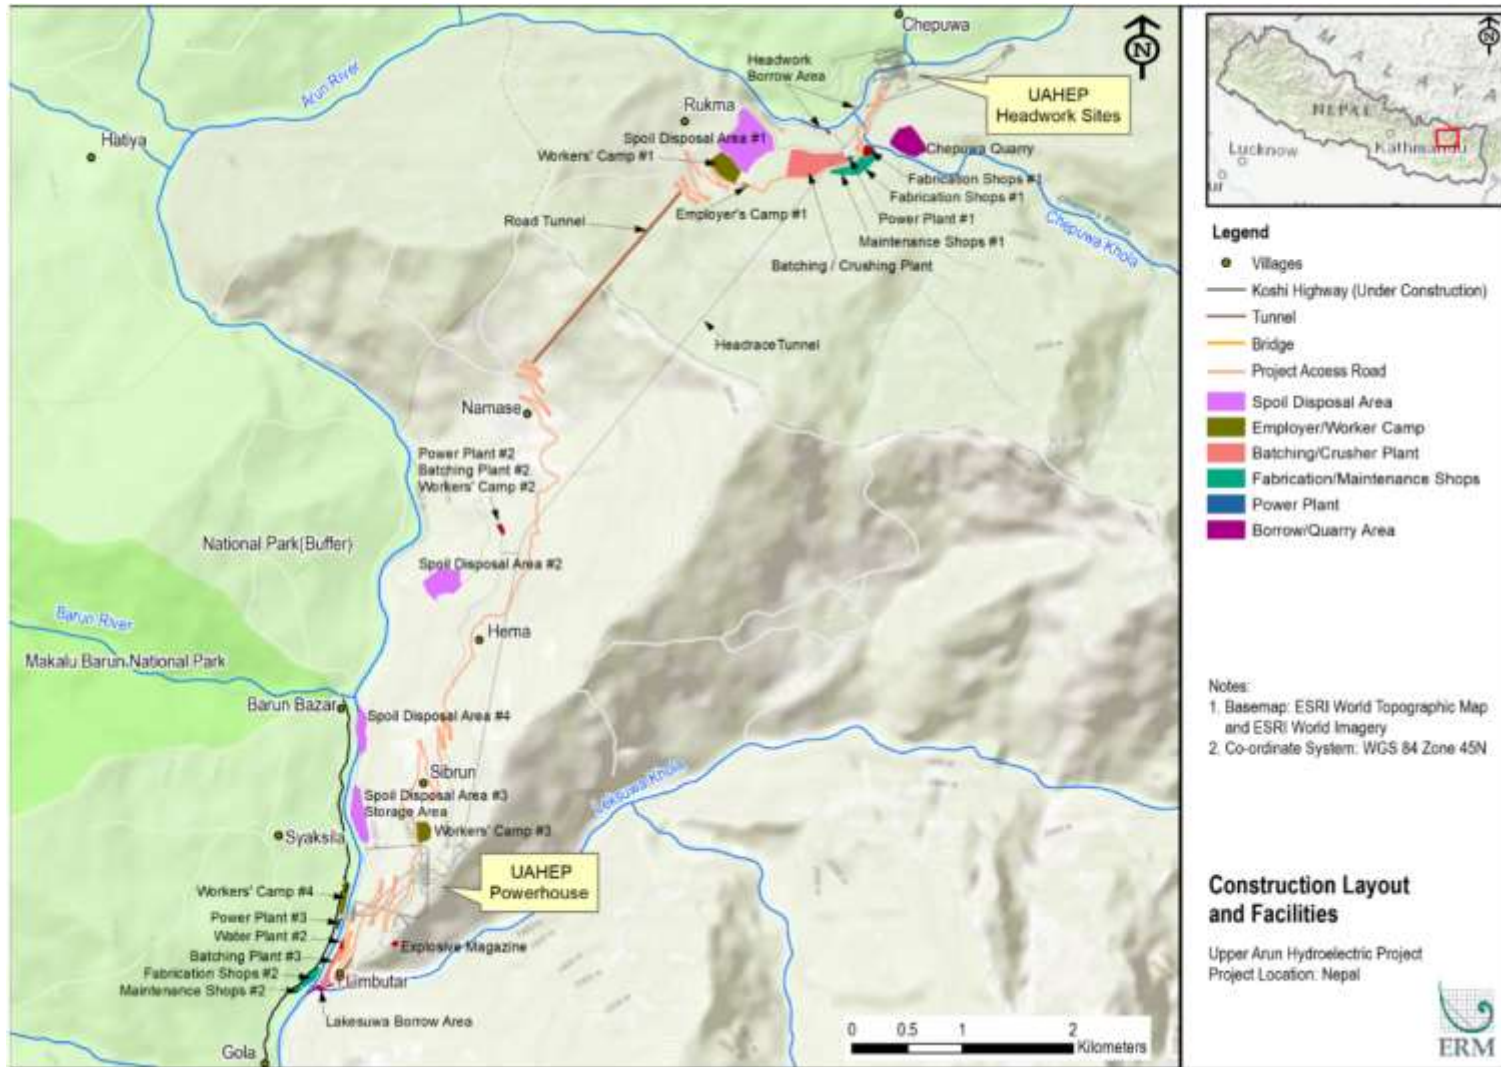 Chepuwa
Headwork
Borrow Area
Arun River
UAHEP
Headwork Sites
Rukma
Hatiya
Spoil Disposal Area #1
Workers' Camp #1
Chepuwa Quarry
Fabrication Shops #1
Fabrication Shops #1
Employer's Camp #1
Power Plant #1
Road Tunnel
Maintenance Shops #1
Chepuwa Khola
Batching / Crushing Plant
HeadraceTunnel
Namase
Power Plant #2
Batching Plant #2
Workers' Camp #2
National Park(Buffer)
Spoil Disposal Area #2
Barun River
Hema
Makalu Barun National Park
Barun Bazar
Spoil Disposal Area #4
Sibrun
Leksuwa Khola
Spoil Disposal Area #3
Storage Area
Syaksila
Workers' Camp #3
UAHEP
Powerhouse
Workers' Camp #4
Power Plant #3
Water Plant #2
Explosive Magazine
Batching Plant #3
Fabrication Shops #2
Limbutar
Maintenance Shops #2
Lakesuwa Borrow Area
Gola
0 0.5 1 2
Kilometers
N
N
MALAYA
NEPAL
Kathmandu
Lucknow
ur
Legend
Villages
Koshi Highway (Under Construction)
Tunnel
Bridge
Project Access Road
Spoil Disposal Area
Employer/Worker Camp
Batching/Crusher Plant
Fabrication/Maintenance Shops
Power Plant
Borrow/Quarry Area
Notes:
1. Basemap: ESRI World Topographic Map
and ESRI World Imagery
2. Co-ordinate System: WGS 84 Zone 45N
Construction Layout
and Facilities
Upper Arun Hydroelectric Project
Project Location: Nepal
ERM